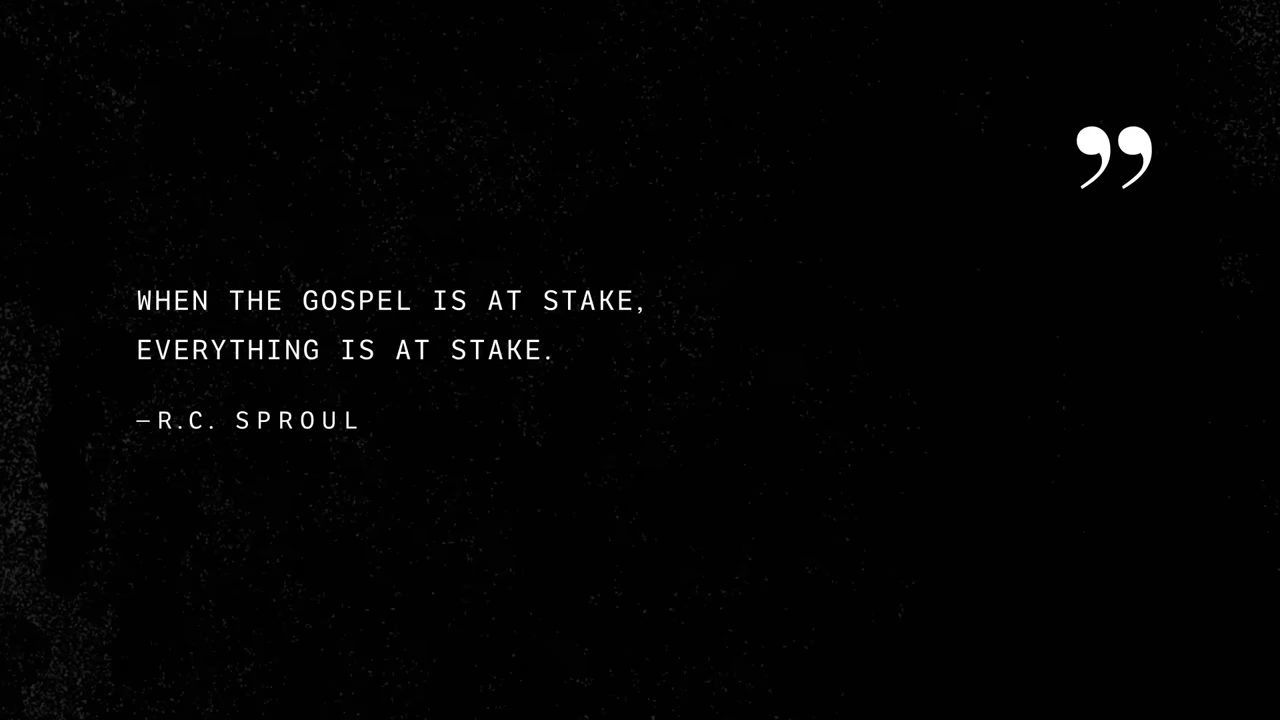 ”
WHEN THE GOSPEL IS AT STAKE,
EVERYTHING IS AT STAKE.
—R.C. SPROUL